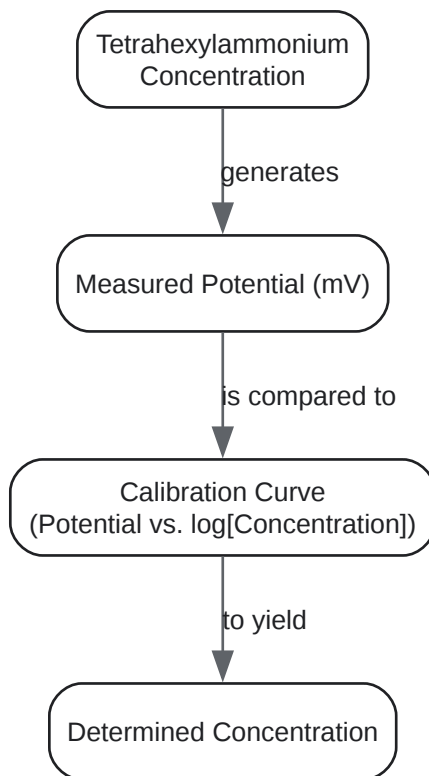 Tetrahexylammonium
Concentration
generates
Measured Potential (mV)
is compared to
Calibration Curve
(Potential vs. log[Concentration])
to yield
Determined Concentration